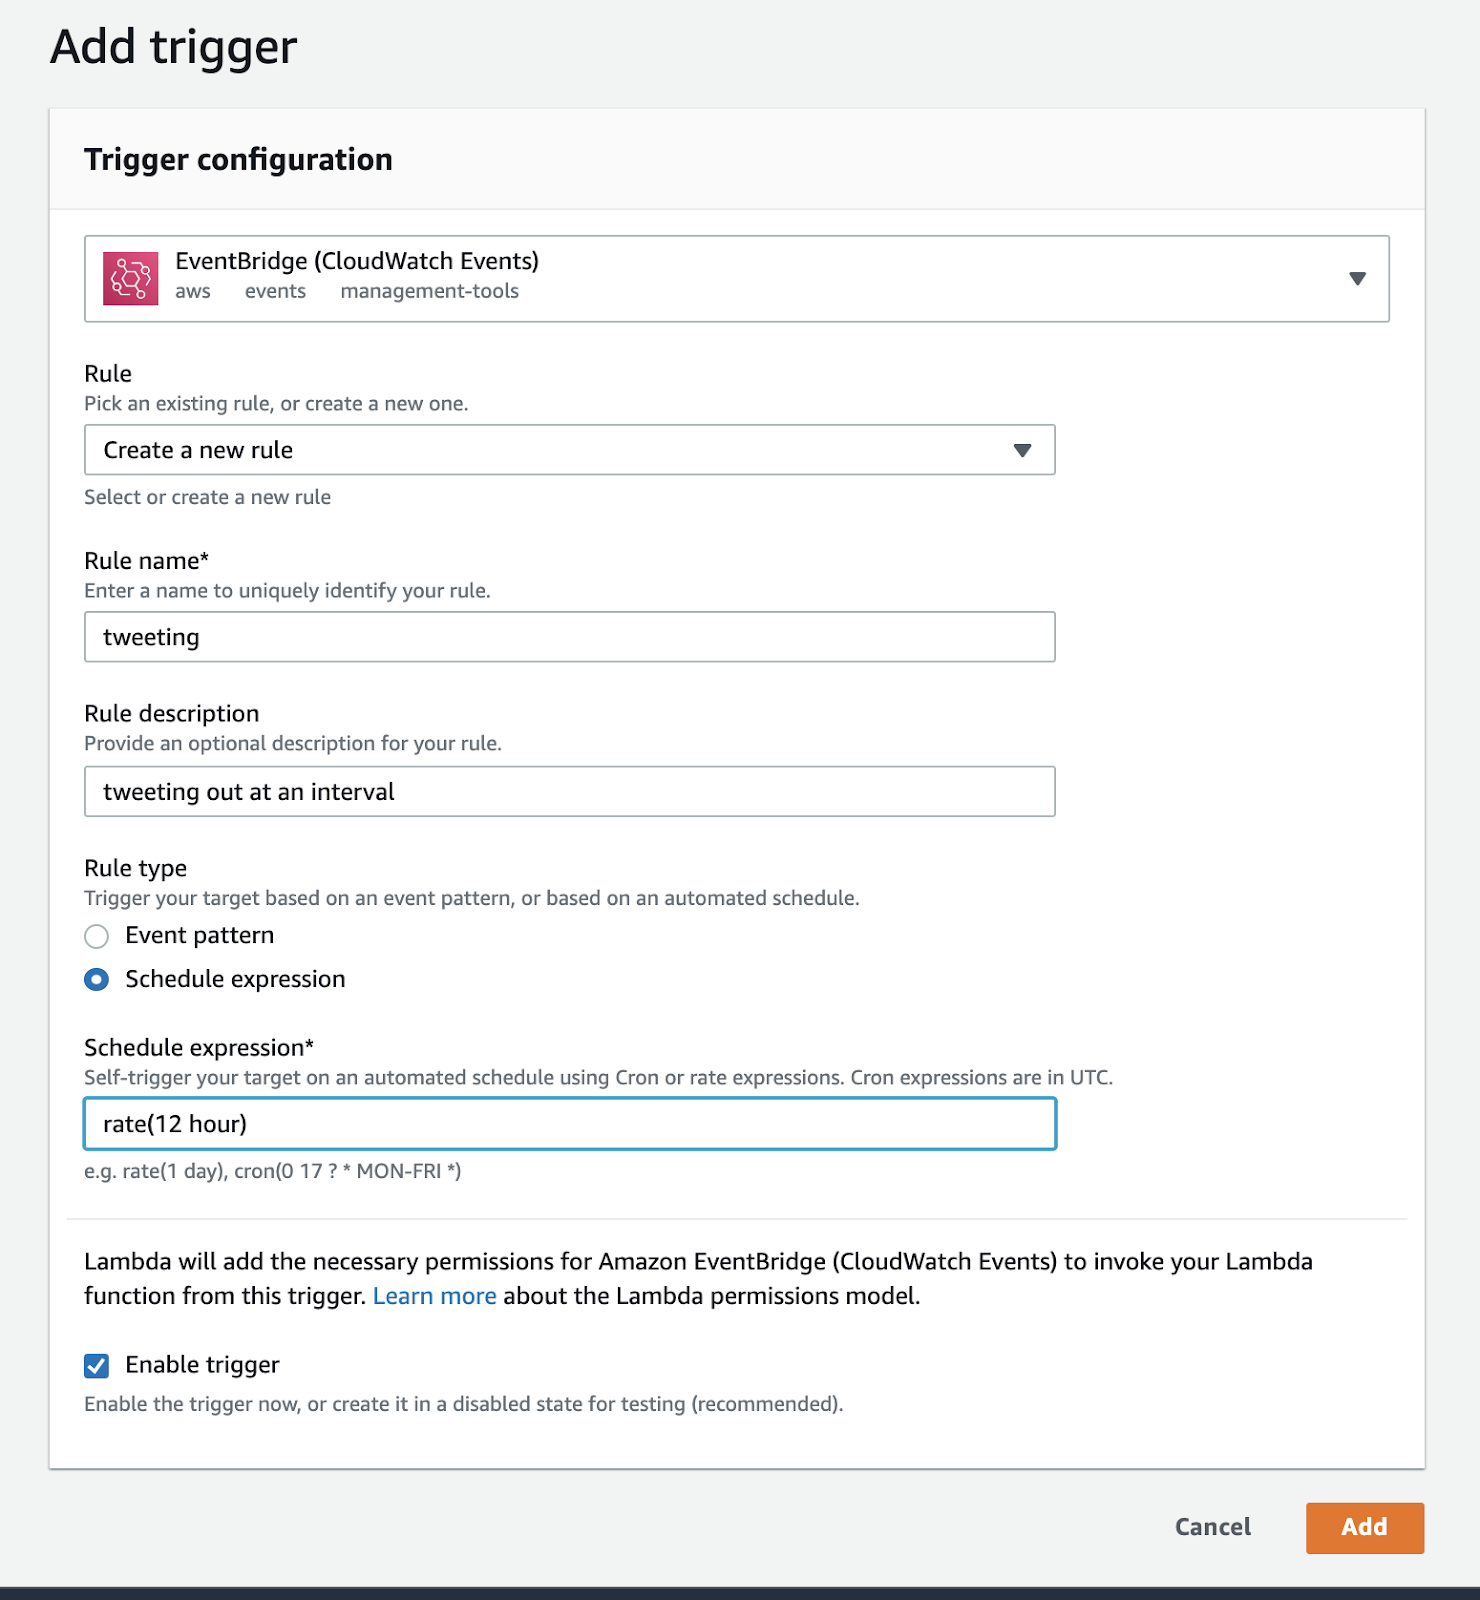 Add trigger
Trigger configuration
EventBridge (CloudWatch Events)
aws events management-tools
Rule
Pick an existing rule, or create a new one.
Create a new rule
Select or create a new rule
Rule name*
Enter a name to uniquely identify your rule.
tweeting
Rule description
Provide an optional description for your rule.
tweeting out at an interval
Rule type
Trigger your target based on an event pattern, or based on an automated schedule.
Event pattern
Schedule expression
Schedule expression*
Self-trigger your target on an automated schedule using Cron or rate expressions. Cron expressions are in UTC.
rate(12 hour)
e.g. rate(1 day), cron(0 17 ? * MON-FRI *)
Lambda will add the necessary permissions for Amazon EventBridge (CloudWatch Events) to invoke your Lambda
function from this trigger. Learn more about the Lambda permissions model.
Enable trigger
Enable the trigger now, or create it in a disabled state for testing (recommended).
Cancel
Add